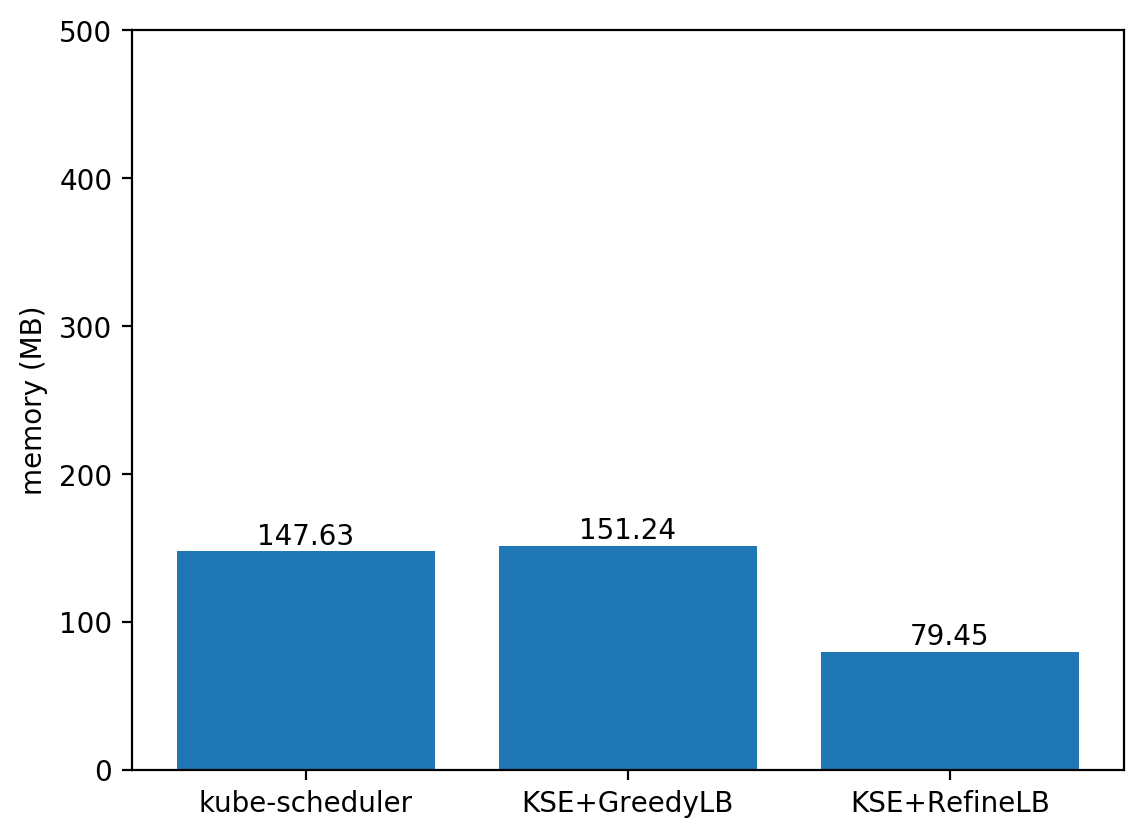 500
400
300
200
100
0
memory (MB)
147.63
151.24
79.45
kube-scheduler
KSE+GreedyLB
KSE+RefineLB